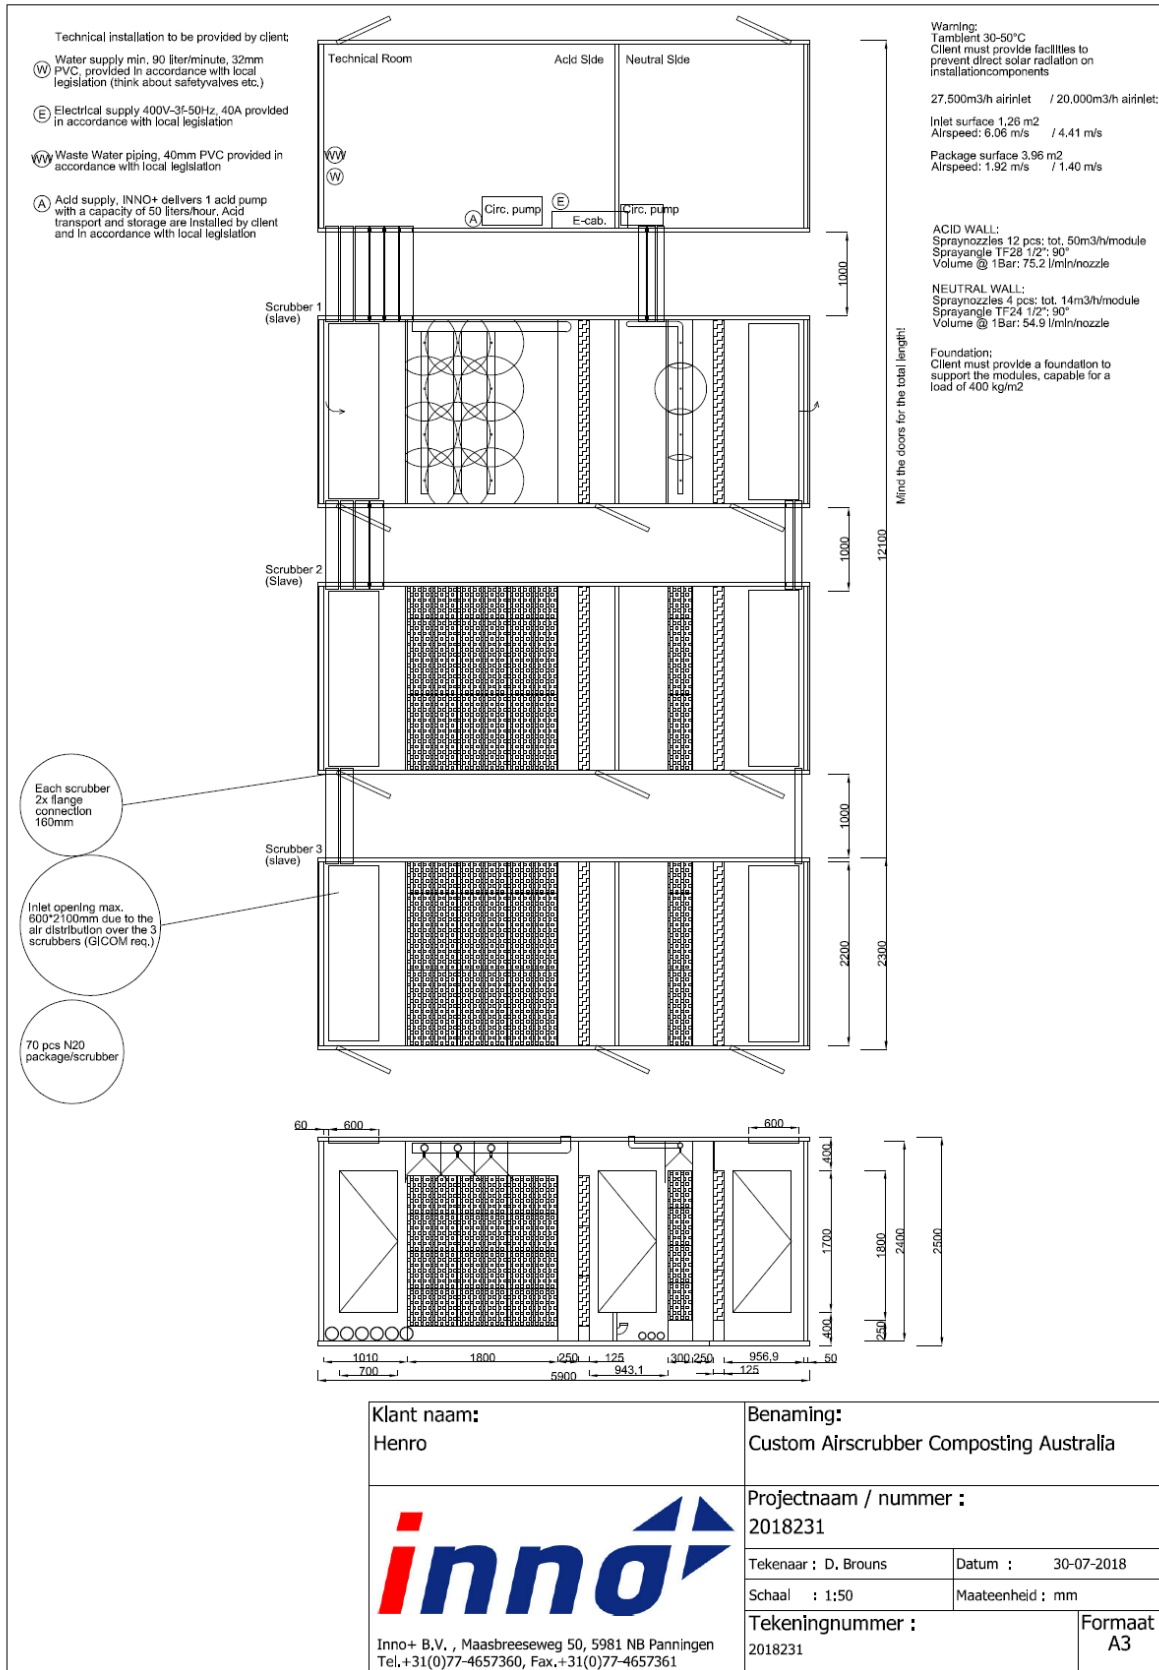 Technical installation to be provided by client:
W Water supply min. 90 liter/minute, 32mm
PVC, provided in accordance with local
legislation (think about safetyvalves etc.)
E Electrical supply 400V-3f-50Hz, 40A provided
in accordance with local legislation
WW Waste Water piping, 40mm PVC provided in
accordance with local legislation
A Acid supply, INNO+ delivers 1 acid pump
with a capacity of 50 liters/hour. Acid
transport and storage are installed by client
and in accordance with local legislation
Technical Room
Acid Side
Neutral Side
WW
W
A
Circ. pump
E
E-cab.
Circ. pump
Warning:
Tambient 30-50°C
Client must provide facilities to
prevent direct solar radiation on
installationcomponents
27,500m3/h airinlet / 20,000m3/h airinlet:
Inlet surface 1,26 m2
Airspeed: 6.06 m/s / 4.41 m/s
Package surface 3.96 m2
Airspeed: 1.92 m/s / 1.40 m/s
ACID WALL:
Spraynozzles 12 pcs: tot. 50m3/h/module
Sprayangle TF28 1/2": 90°
Volume @ 1Bar: 75.2 l/min/nozzle
NEUTRAL WALL:
Spraynozzles 4 pcs: tot. 14m3/h/module
Sprayangle TF24 1/2": 90°
Volume @ 1Bar: 54.9 l/min/nozzle
Foundation:
Client must provide a foundation to
support the modules, capable for a
load of 400 kg/m2
1000
Scrubber 1
(slave)
Mind the doors for the total length!
12100
1000
Scrubber 2
(Slave)
Each scrubber
2x flange
connection
160mm
1000
Scrubber 3
(slave)
Inlet opening max.
600*2100mm due to the
air distribution over the 3
scrubbers (GICOM req.)
2200
2300
70 pcs N20
package/scrubber
60
600
600
400
1700
400
1800
250
2400
2500
1010
1800
250
125
300
250
956,9
50
700
943,1
125
5900
Klant naam:
Henro
Benaming:
Custom Airscrubber Composting Australia
inno+
Projectnaam / nummer :
2018231
Tekenaar : D. Brouns
Datum : 30-07-2018
Schaal : 1:50
Maateenheid : mm
Tekeningnummer :
2018231
Formaat
A3
Inno+ B.V. , Maasbreeseweg 50, 5981 NB Panningen
Tel.+31(0)77-4657360, Fax.+31(0)77-4657361